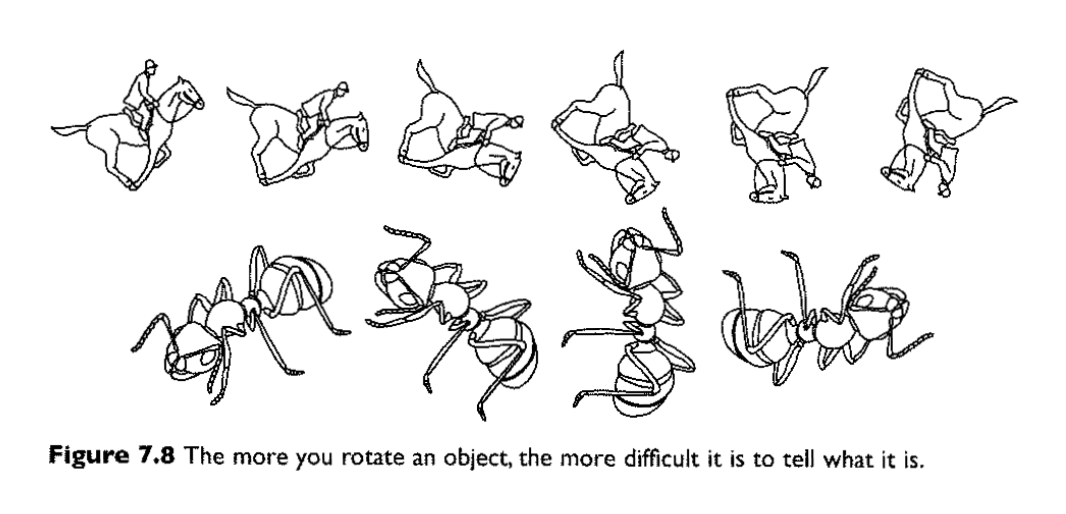 Figure 7.8 The more you rotate an object, the more difficult it is to tell what it is.